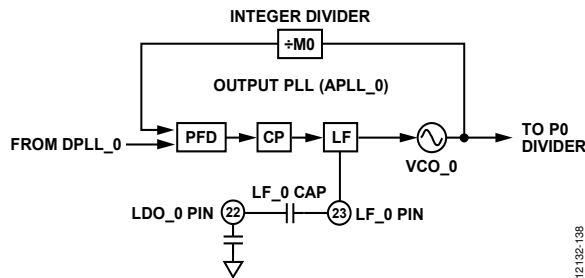 INTEGER DIVIDER
÷M0
OUTPUT PLL (APLL_0)
FROM DPLL_0
PFD
CP
LF
VCO_0
TO P0
DIVIDER
LF_0 CAP
LDO_0 PIN
22
23
LF_0 PIN
12132-138